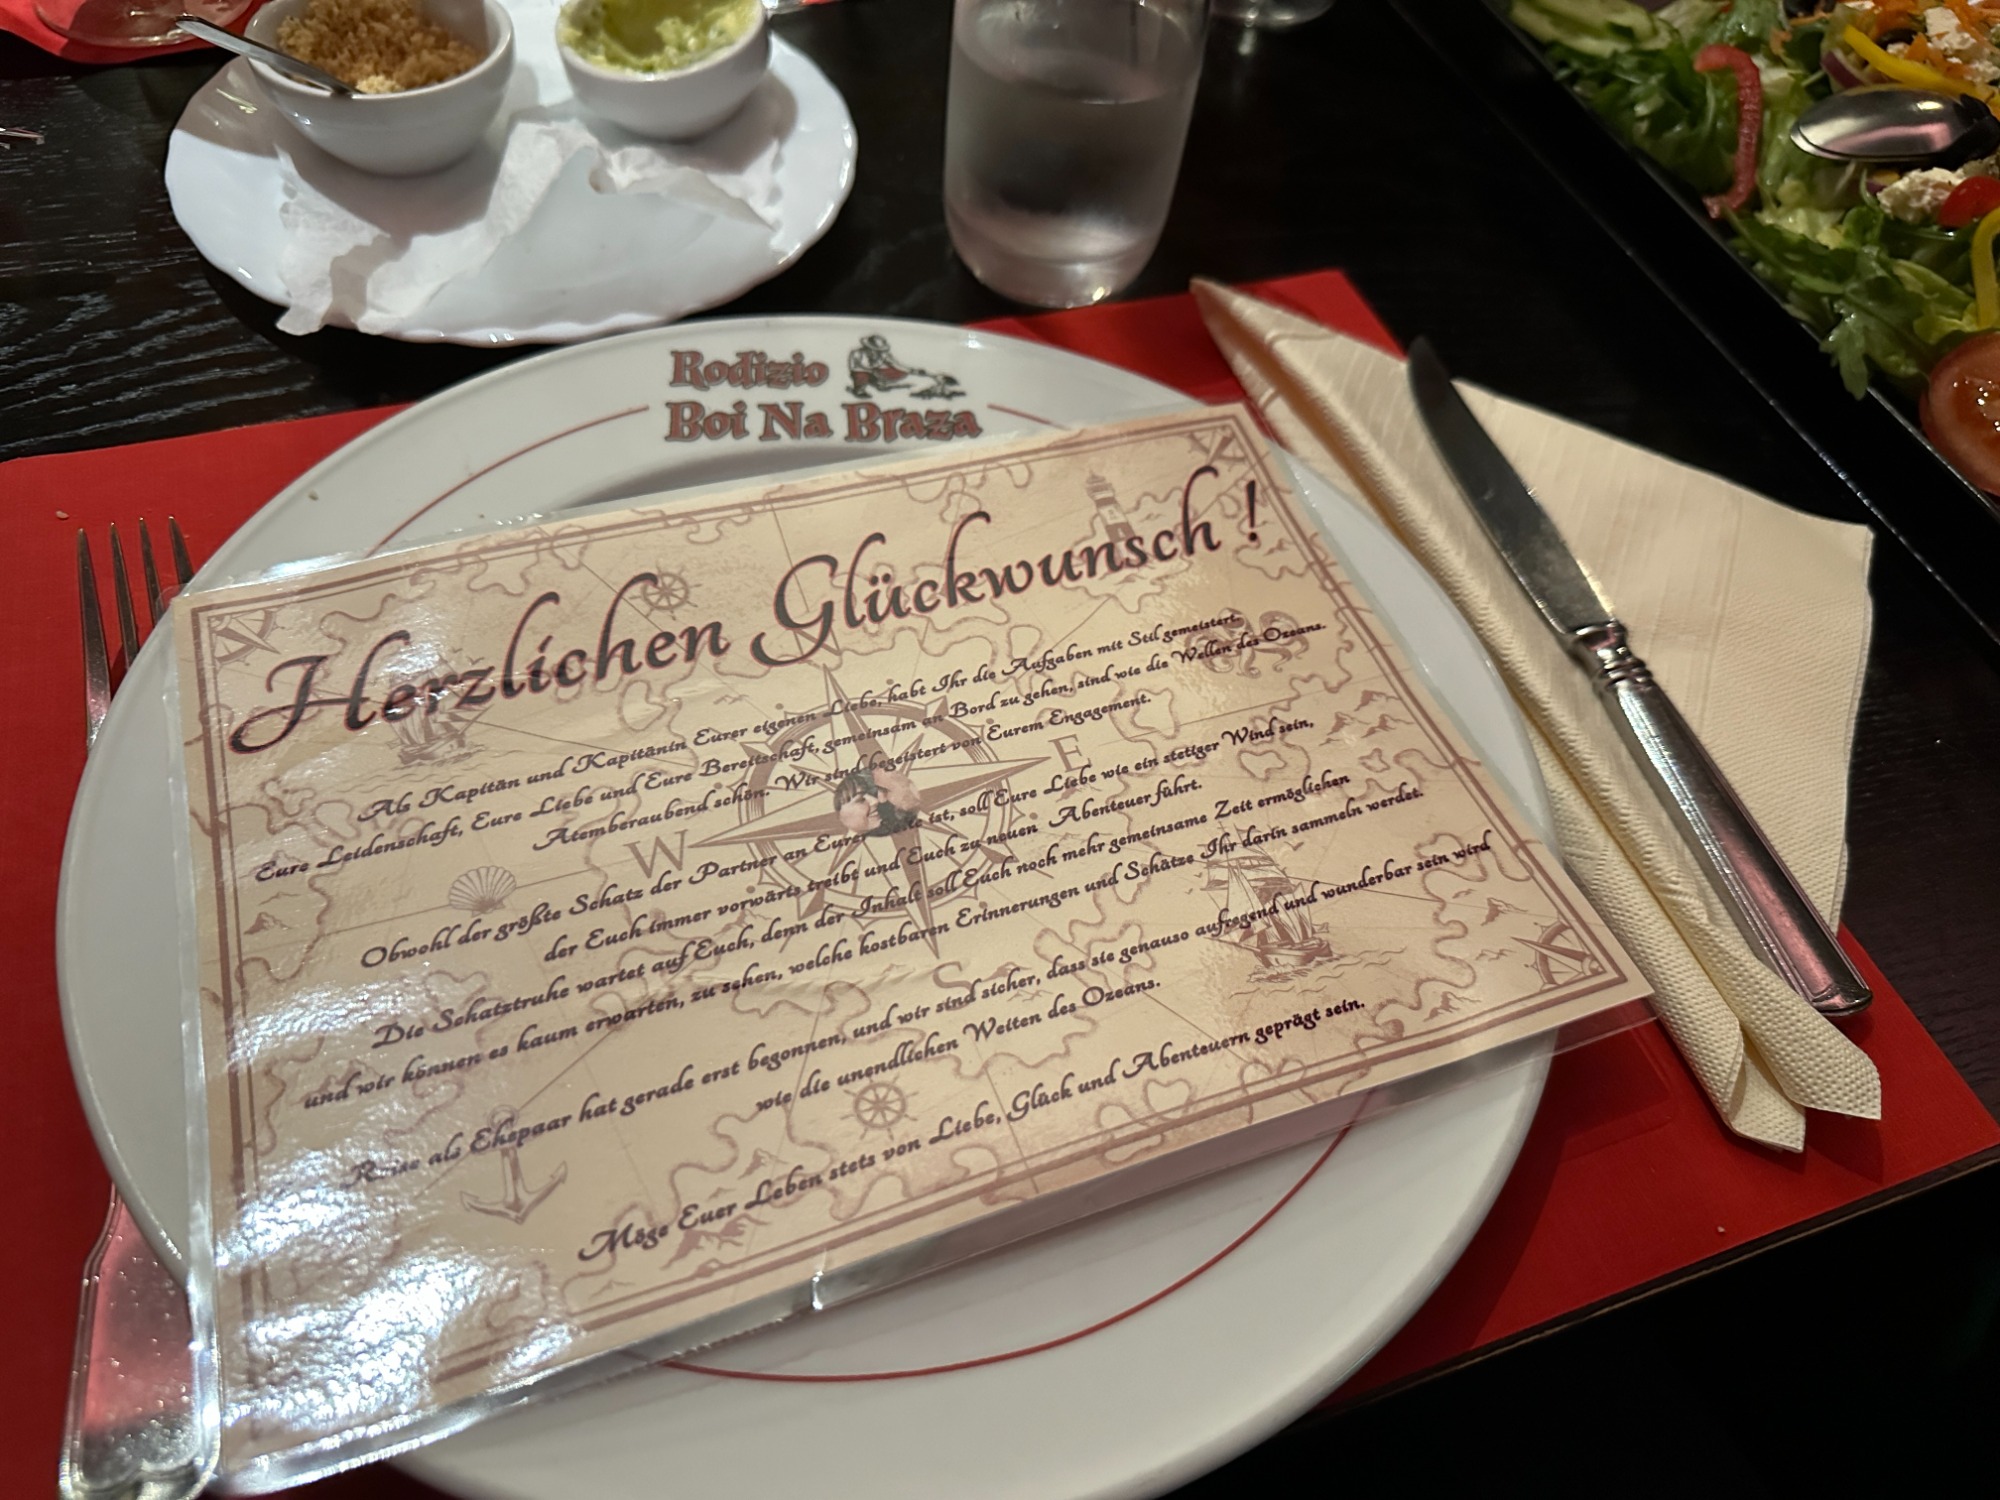 Rodizio
Boi Na Braza
Herzlichen Glückwunsch !
Als Kapitän und Kapitänin Eurer eigenen Liebe, habt Ihr die Aufgaben mit Stil gemeistert.
Eure Leidenschaft, Eure Liebe und Eure Bereitschaft, gemeinsam an Bord zu gehen, sind wie die Wellen des Ozeans.
Atemberaubend schön. Wir sind begeistert von Eurem Engagement.
E
W
Obwohl der größte Schatz der Partner an Eurer Seite ist, soll Eure Liebe wie ein stetiger Wind sein,
der Euch immer vorwärts treibt und Euch zu neuen Abenteuer führt.
Die Schatztruhe wartet auf Euch, denn der Inhalt soll Euch noch mehr gemeinsame Zeit ermöglichen
und wir können es kaum erwarten, zu sehen, welche kostbaren Erinnerungen und Schätze Ihr darin sammeln werdet.
S
Reise als Ehepaar hat gerade erst begonnen, und wir sind sicher, dass sie genauso aufregend und wunderbar sein wird
wie die unendlichen Weiten des Ozeans.
Möge Euer Leben stets von Liebe, Glück und Abenteuern geprägt sein.